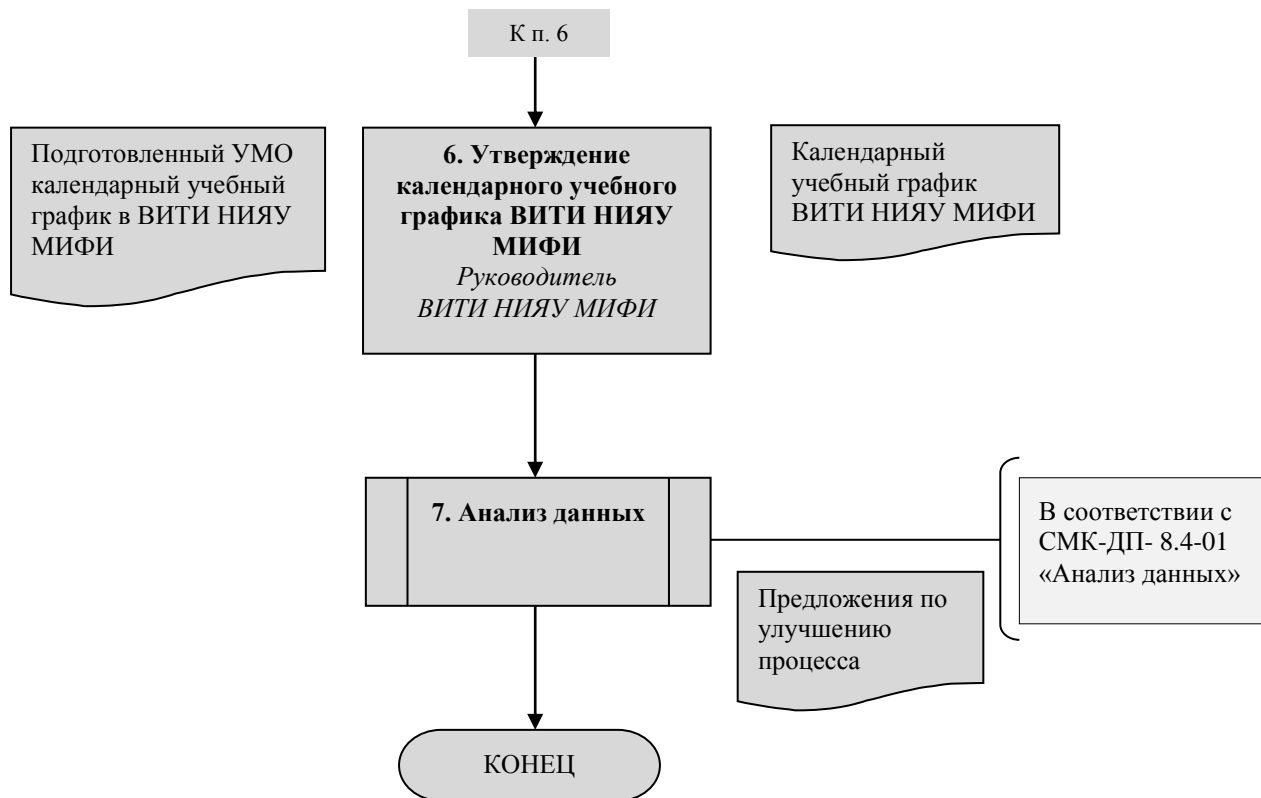 К п. 6
Подготовленный УМО
календарный учебный
график в ВИТИ НИЯУ
МИФИ
6. Утверждение
календарного учебного
графика ВИТИ НИЯУ
МИФИ
Руководитель
ВИТИ НИЯУ МИФИ
Календарный
учебный график
ВИТИ НИЯУ МИФИ
7. Анализ данных
В соответствии с
СМК-ДП- 8.4-01
«Анализ данных»
Предложения по
улучшению
процесса
КОНЕЦ